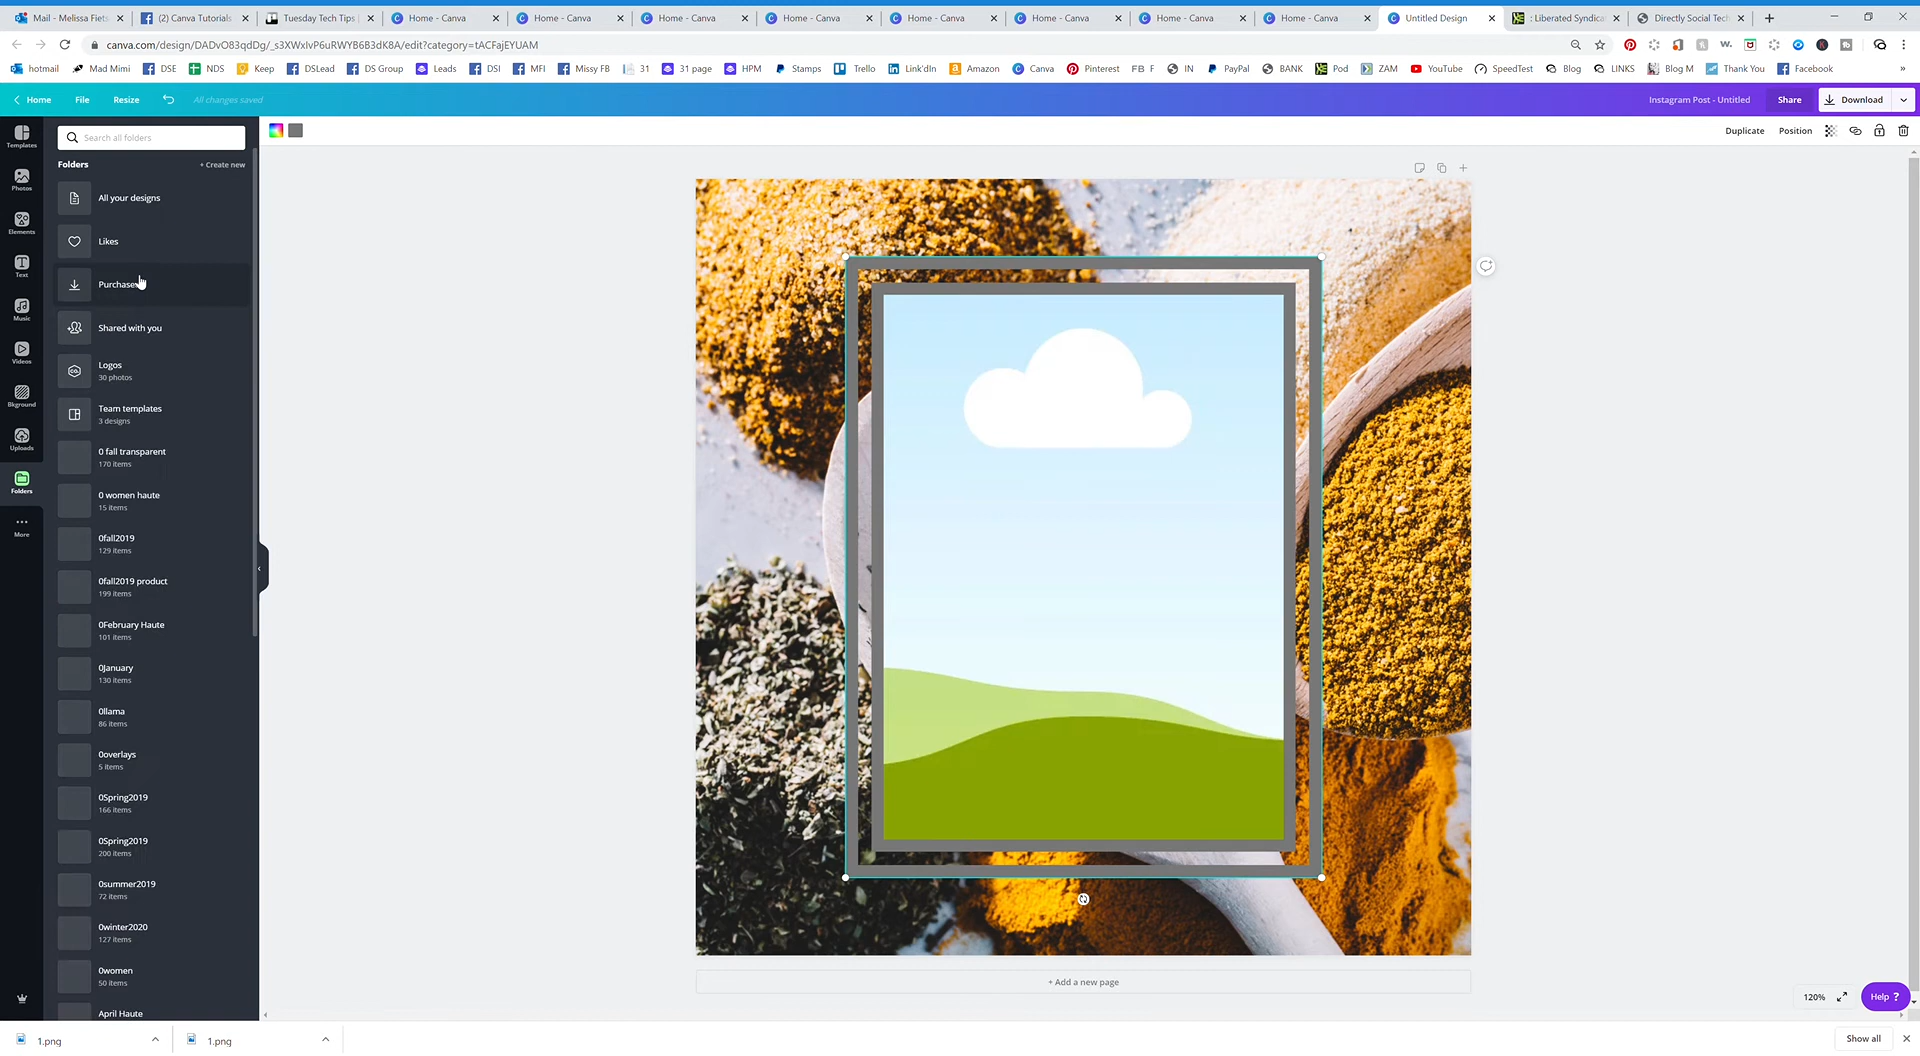 Mail - Melissa Fiets
(2) Canva Tutorials
Tuesday Tech Tips
Home - Canva
Home - Canva
Home - Canva
Home - Canva
Home - Canva
Home - Canva
Home - Canva
Home - Canva
Untitled Design
: Liberated Syndica
Directly Social Tech
canva.com/design/DADvO83qdDg/_s3XWxIvP6uRWYB6B3dK8A/edit?category=tACFajEYUAM
hotmail
Mad Mimi
DSE
NDS
Keep
DSLead
DS Group
Leads
DSI
MFI
Missy FB
31
31 page
HPM
Stamps
Trello
Link'dIn
Amazon
Canva
Pinterest
FB F
IN
PayPal
BANK
Pod
ZAM
YouTube
SpeedTest
Blog
LINKS
Blog M
Thank You
Facebook
Home
File
Resize
All changes saved
Instagram Post - Untitled
Share
Download
Templates
Photos
Elements
Text
Music
Videos
Bkground
Uploads
Folders
More
Search all folders
Folders
+ Create new
All your designs
Likes
Purchase
Shared with you
Logos
30 photos
Team templates
3 designs
0 fall transparent
170 items
0 women haute
15 items
0fall2019
129 items
0fall2019 product
199 items
0February Haute
101 items
0January
130 items
0llama
86 items
0overlays
5 items
0Spring2019
166 items
0Spring2019
200 items
0summer2019
72 items
0winter2020
127 items
0women
50 items
April Haute
Duplicate
Position
+ Add a new page
120%
Help ?
1.png
1.png
Show all